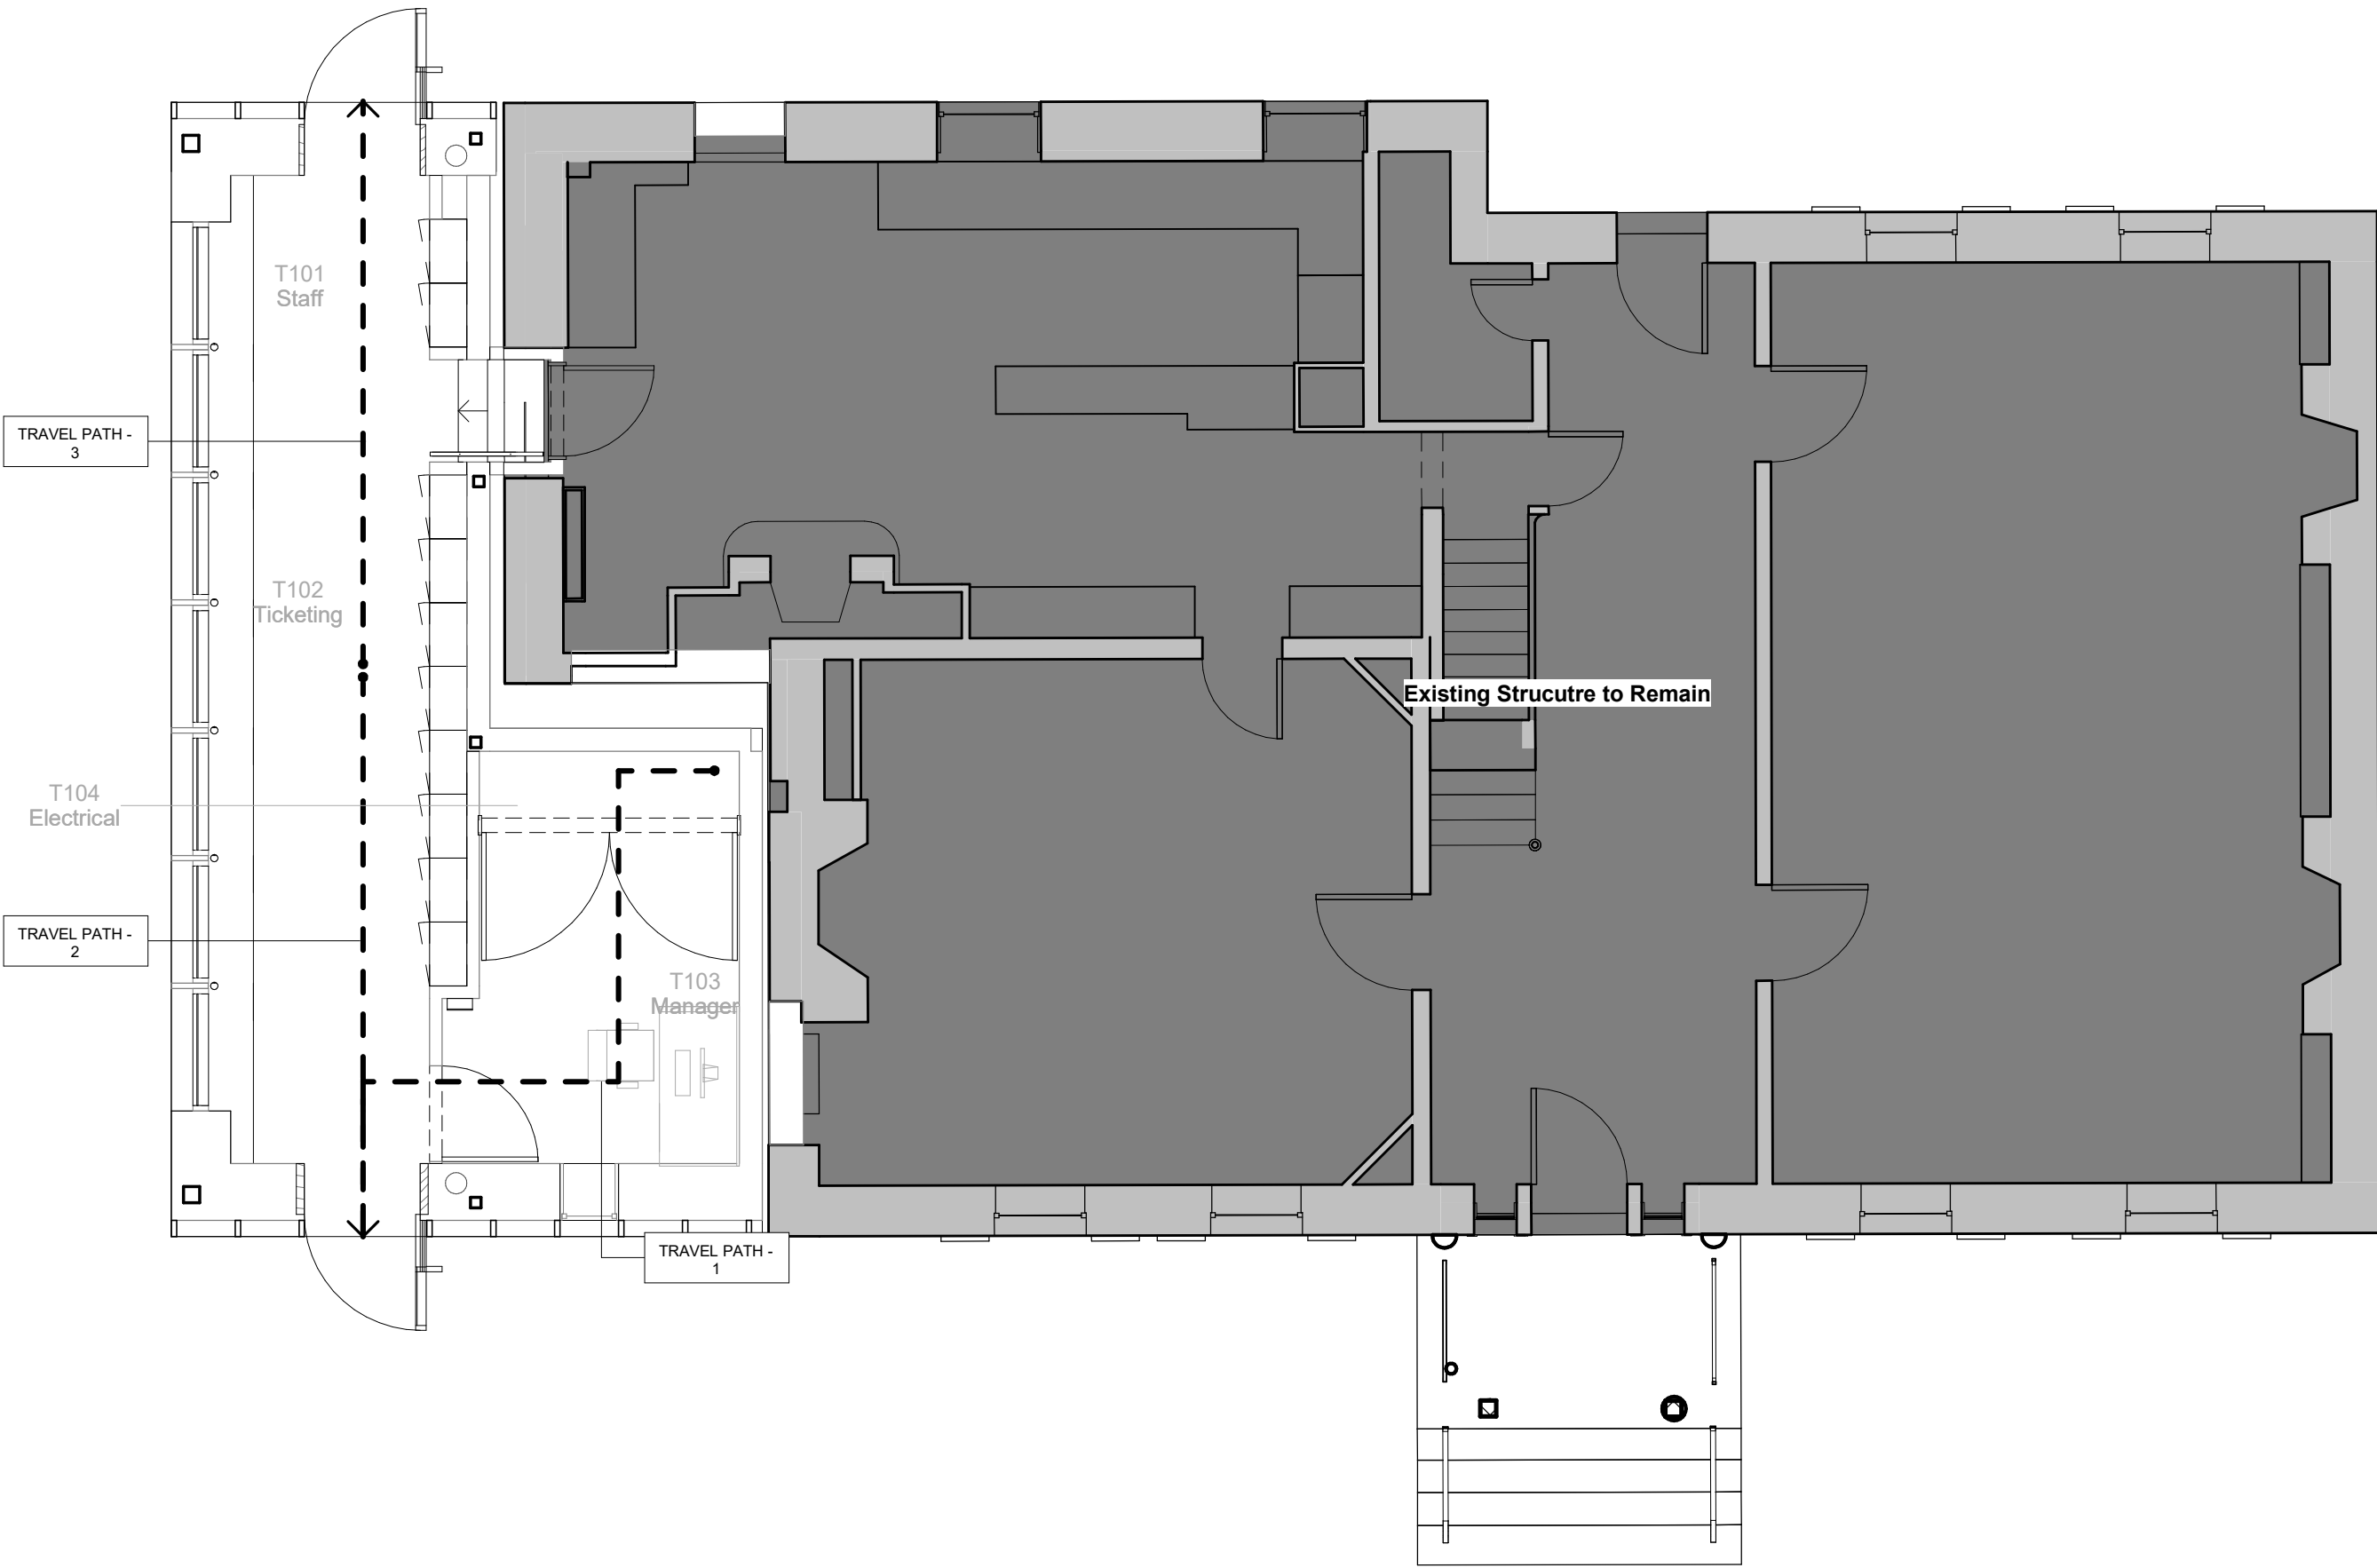 T101
Staff
TRAVEL PATH -
3
T102
Ticketing
Existing Strucutre to Remain
T104
Electrical
TRAVEL PATH -
2
T103
Manager
TRAVEL PATH -
1